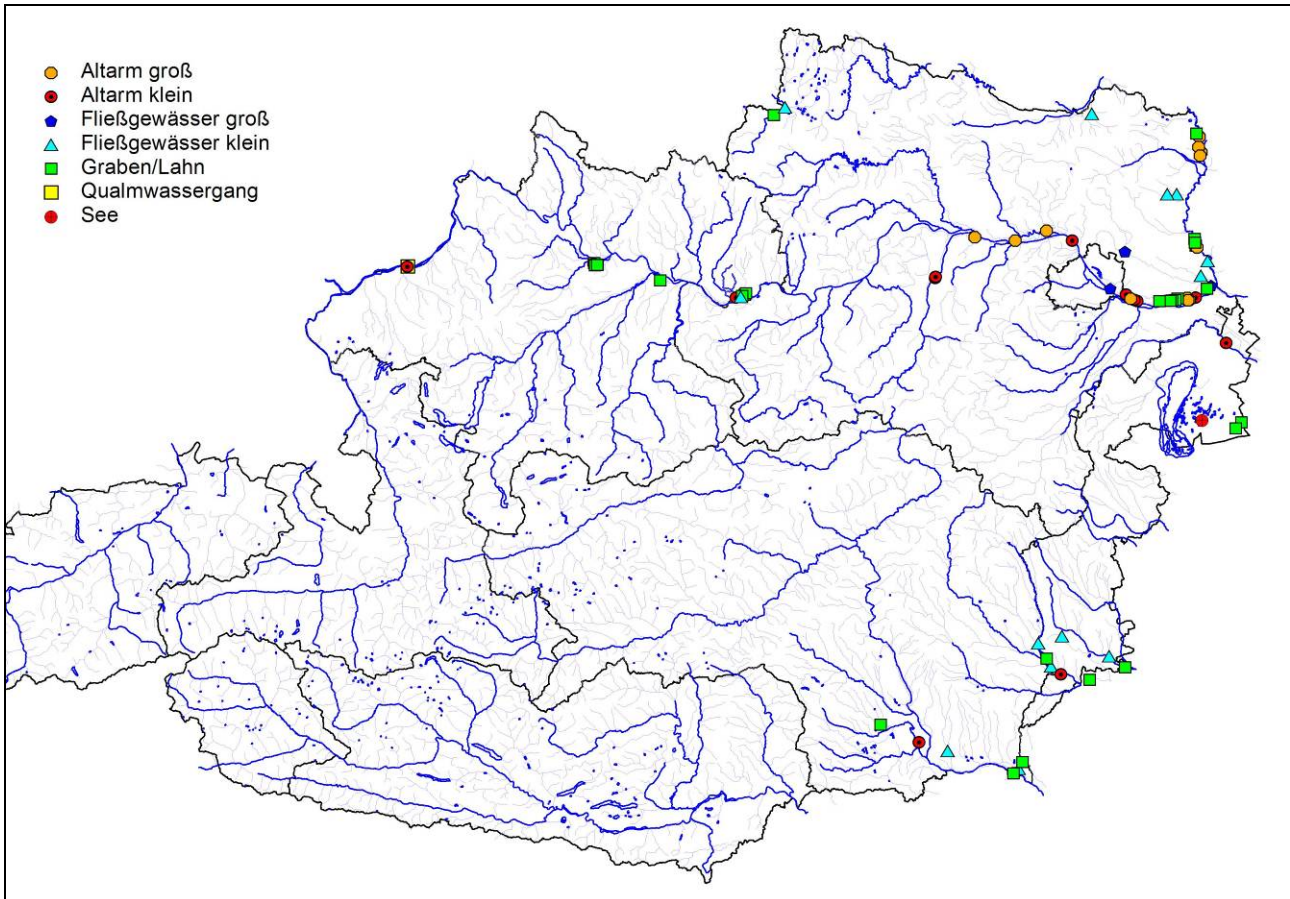 Altarm groß
Altarm klein
Fließgewässer groß
Fließgewässer klein
Graben/Lahn
Qualmwassergang
See